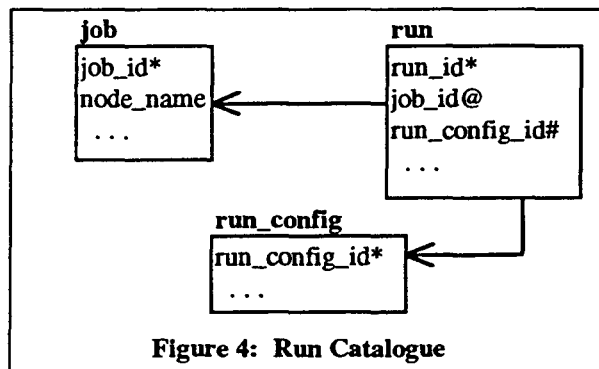 job
job_id*
node_name
...
run
run_id*
job_id@
run_config_id#
...
run_config
run_config_id*
...
Figure 4: Run Catalogue